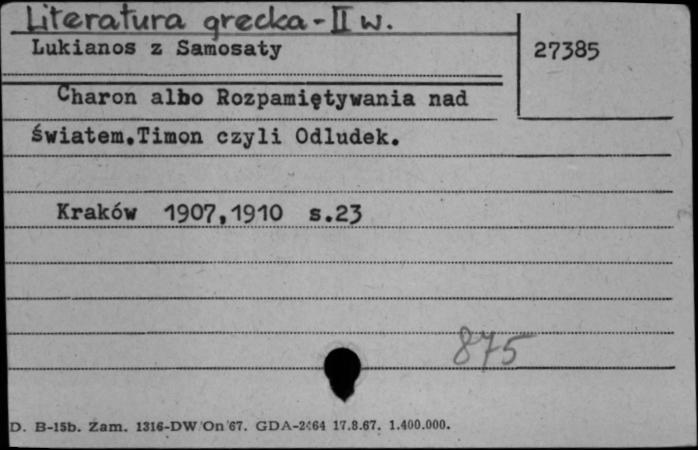 Literatura grecka - II w.
Lukianos z Samosaty
27385
Charon albo Rozpamiętywania nad
światem.Timon czyli Odludek.
Kraków 1907,1910 s.23
875
D. B-15b. Zam. 1316-DW/On/67. GDA-2464 17.8.67. 1.400.000.